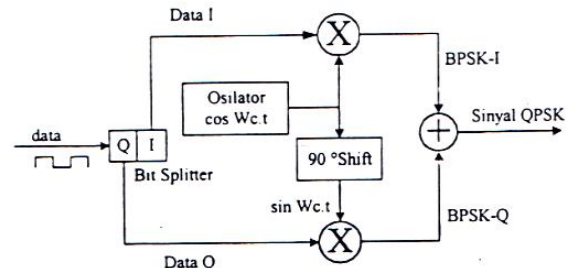 Data I
X
BPSK-I
Osilator
cos Wc.t
Sinyal QPSK
data
Q I
+
90 °Shift
Bit Splitter
sin Wc.t
BPSK-Q
X
Data Q